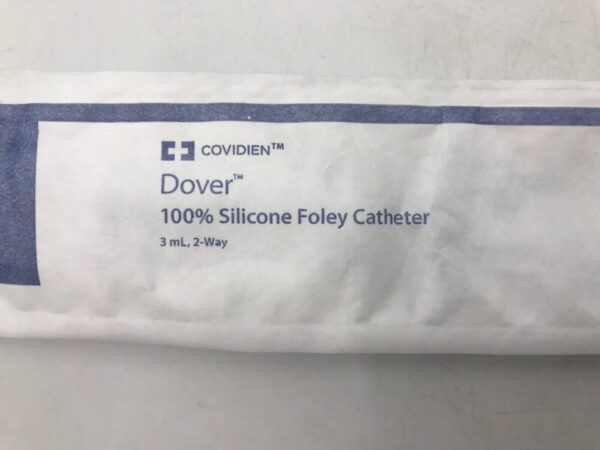 COVIDIEN™
Dover™
100% Silicone Foley Catheter
3 mL, 2-Way